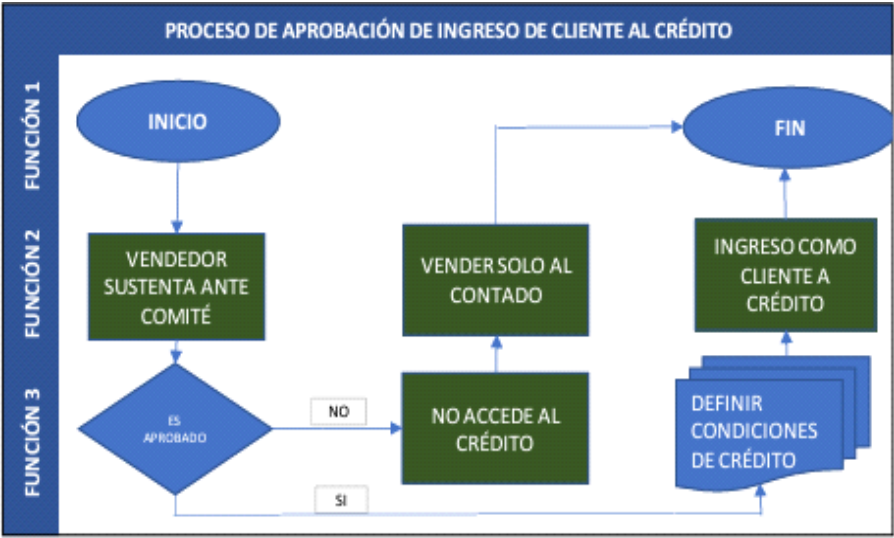 PROCESO DE APROBACIÓN DE INGRESO DE CLIENTE AL CRÉDITO
FUNCIÓN 1
INICIO
FIN
FUNCIÓN 2
VENDEDOR
SUSTENTA ANTE
COMITÉ
VENDER SOLO AL
CONTADO
INGRESO COMO
CLIENTE A
CRÉDITO
FUNCIÓN 3
ES
APROBADO
NO
NO ACCEDE AL
CRÉDITO
DEFINIR
CONDICIONES
DE CRÉDITO
SI